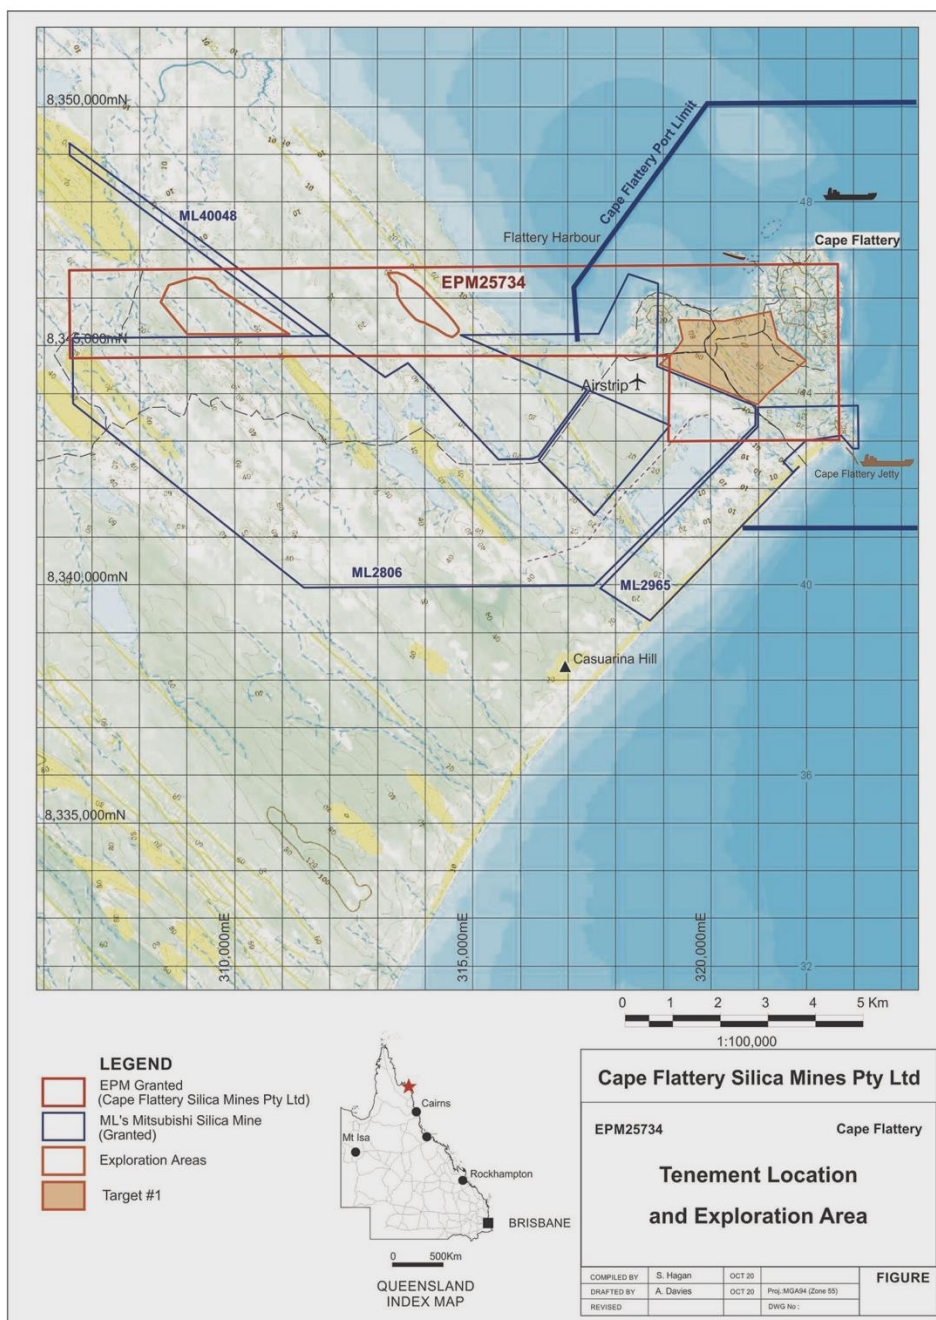 8,350,000mN
Cape Flattery Port Limit
48
ML40048
Flattery Harbour
Cape Flattery
EPM25734
8,345,000mN
Airstrip
44
Cape Flattery Jetty
8,340,000mN
ML2806
ML2965
40
Casuarina Hill
36
8,335,000mN
120
100
310,000mE
315,000mE
320,000mE
32
0 1 2 3 4 5 Km
1:100,000
LEGEND
EPM Granted
(Cape Flattery Silica Mines Pty Ltd)
ML's Mitsubishi Silica Mine
(Granted)
Exploration Areas
Target #1
Cairns
Mt Isa
Rockhampton
BRISBANE
0 500Km
QUEENSLAND
INDEX MAP
Cape Flattery Silica Mines Pty Ltd
EPM25734 Cape Flattery
Tenement Location
and Exploration Area
COMPILED BY S. Hagan OCT 20 FIGURE
DRAFTED BY A. Davies OCT 20 Proj.:MGA94 (Zone 55)
REVISED DWG No :